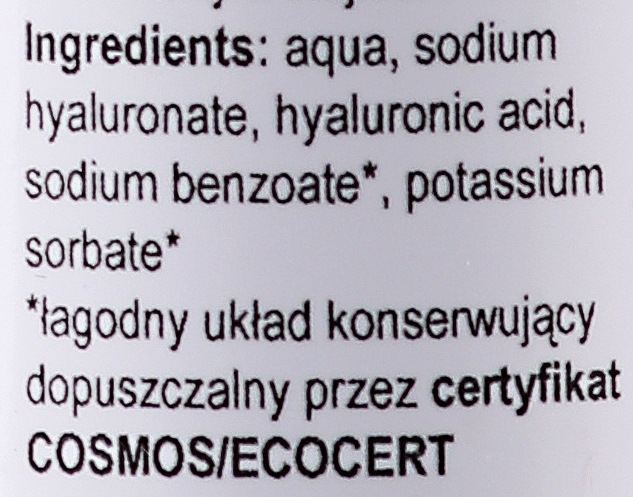 Ingredients: aqua, sodium
hyaluronate, hyaluronic acid,
sodium benzoate*, potassium
sorbate*
*łagodny układ konserwujący
dopuszczalny przez certyfikat
COSMOS/ECOCERT